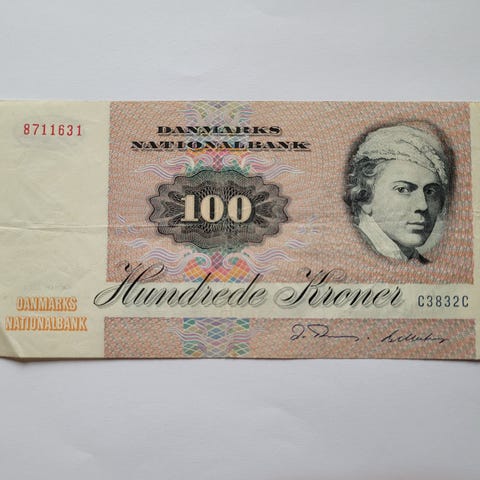 8711631
DANMARKS
NATIONALBANK
100
Hundrede Kroner
C3832C
DANMARKS
NATIONALBANK